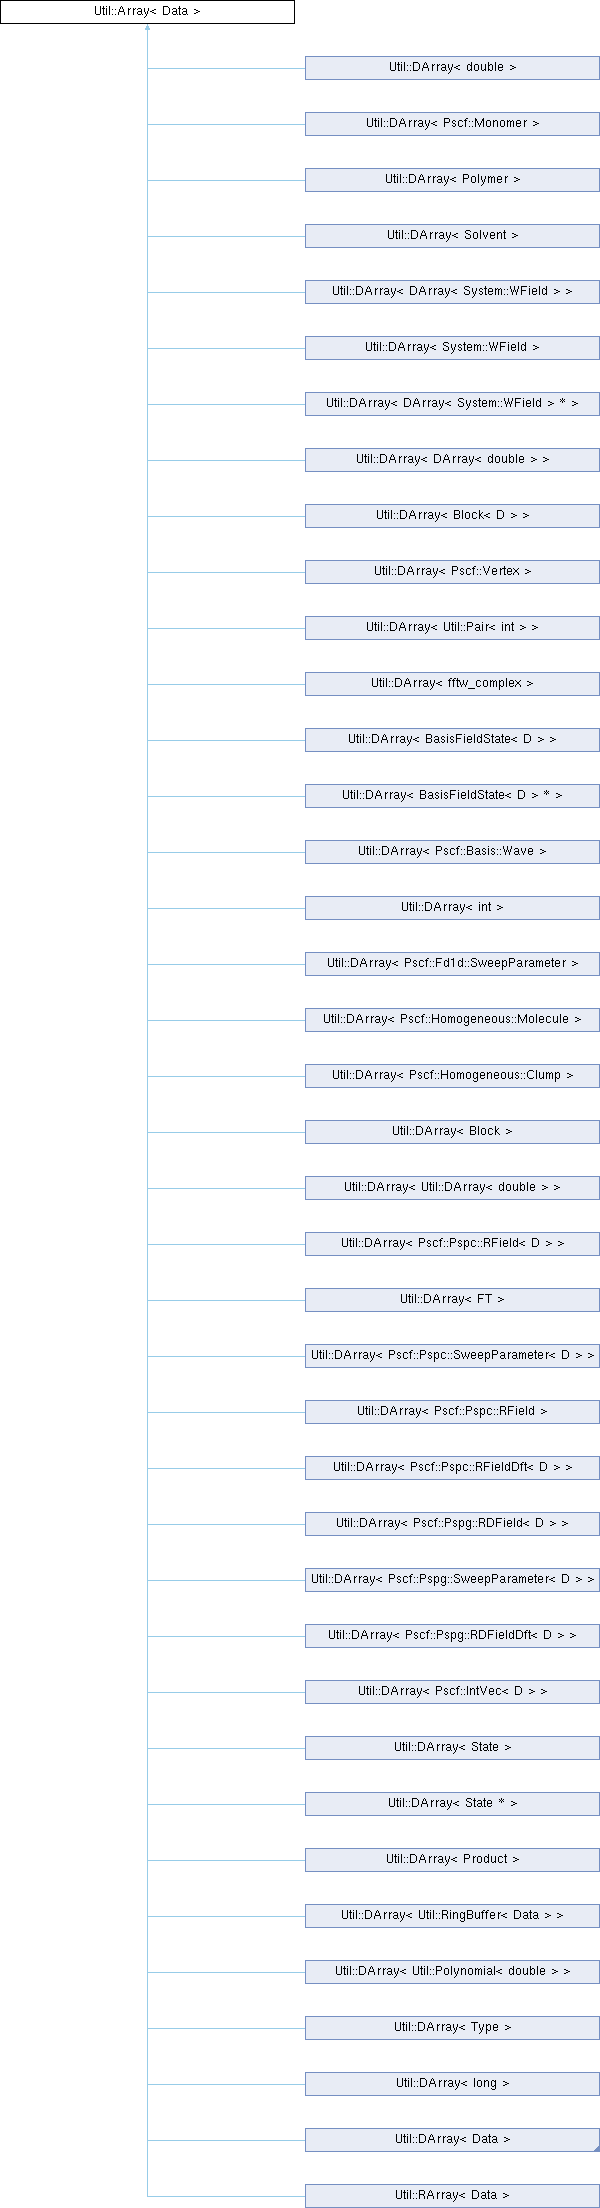 Util::Array< Data >
Util::DArray< double >
Util::DArray< Pscf::Monomer >
Util::DArray< Polymer >
Util::DArray< Solvent >
Util::DArray< DArray< System::WField > >
Util::DArray< System::WField >
Util::DArray< DArray< System::WField > * >
Util::DArray< DArray< double > >
Util::DArray< Block< D > >
Util::DArray< Pscf::Vertex >
Util::DArray< Util::Pair< int > >
Util::DArray< fftw_complex >
Util::DArray< BasisFieldState< D > >
Util::DArray< BasisFieldState< D > * >
Util::DArray< Pscf::Basis::Wave >
Util::DArray< int >
Util::DArray< Pscf::Fd1d::SweepParameter >
Util::DArray< Pscf::Homogeneous::Molecule >
Util::DArray< Pscf::Homogeneous::Clump >
Util::DArray< Block >
Util::DArray< Util::DArray< double > >
Util::DArray< Pscf::Pspc::RField< D > >
Util::DArray< FT >
Util::DArray< Pscf::Pspc::SweepParameter< D > >
Util::DArray< Pscf::Pspc::RField >
Util::DArray< Pscf::Pspc::RFieldDft< D > >
Util::DArray< Pscf::Pspg::RDField< D > >
Util::DArray< Pscf::Pspg::SweepParameter< D > >
Util::DArray< Pscf::Pspg::RDFieldDft< D > >
Util::DArray< Pscf::IntVec< D > >
Util::DArray< State >
Util::DArray< State * >
Util::DArray< Product >
Util::DArray< Util::RingBuffer< Data > >
Util::DArray< Util::Polynomial< double > >
Util::DArray< Type >
Util::DArray< long >
Util::DArray< Data >
Util::RArray< Data >